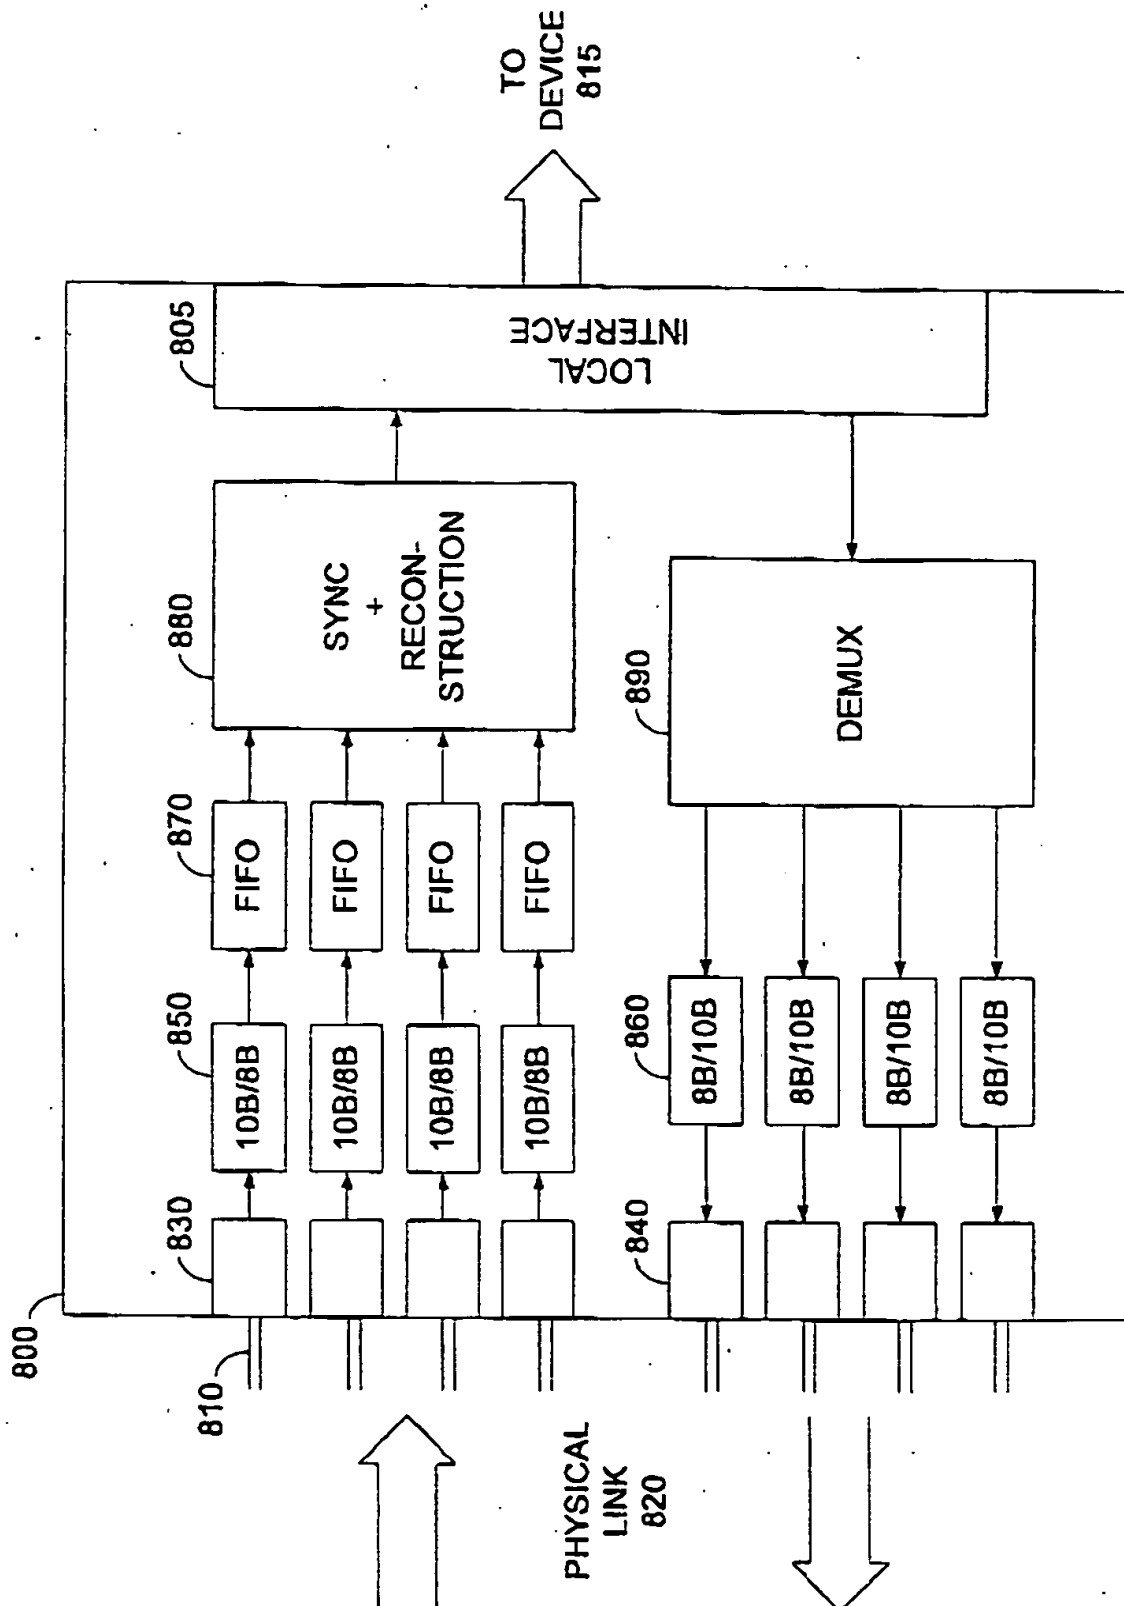 800
810
PHYSICAL
LINK
820
830
850
10B/8B
10B/8B
10B/8B
10B/8B
870
FIFO
FIFO
FIFO
FIFO
880
SYNC
+
RECON-
STRUCTION
805
LOCAL
INTERFACE
TO
DEVICE
815
840
860
8B/10B
8B/10B
8B/10B
8B/10B
890
DEMUX